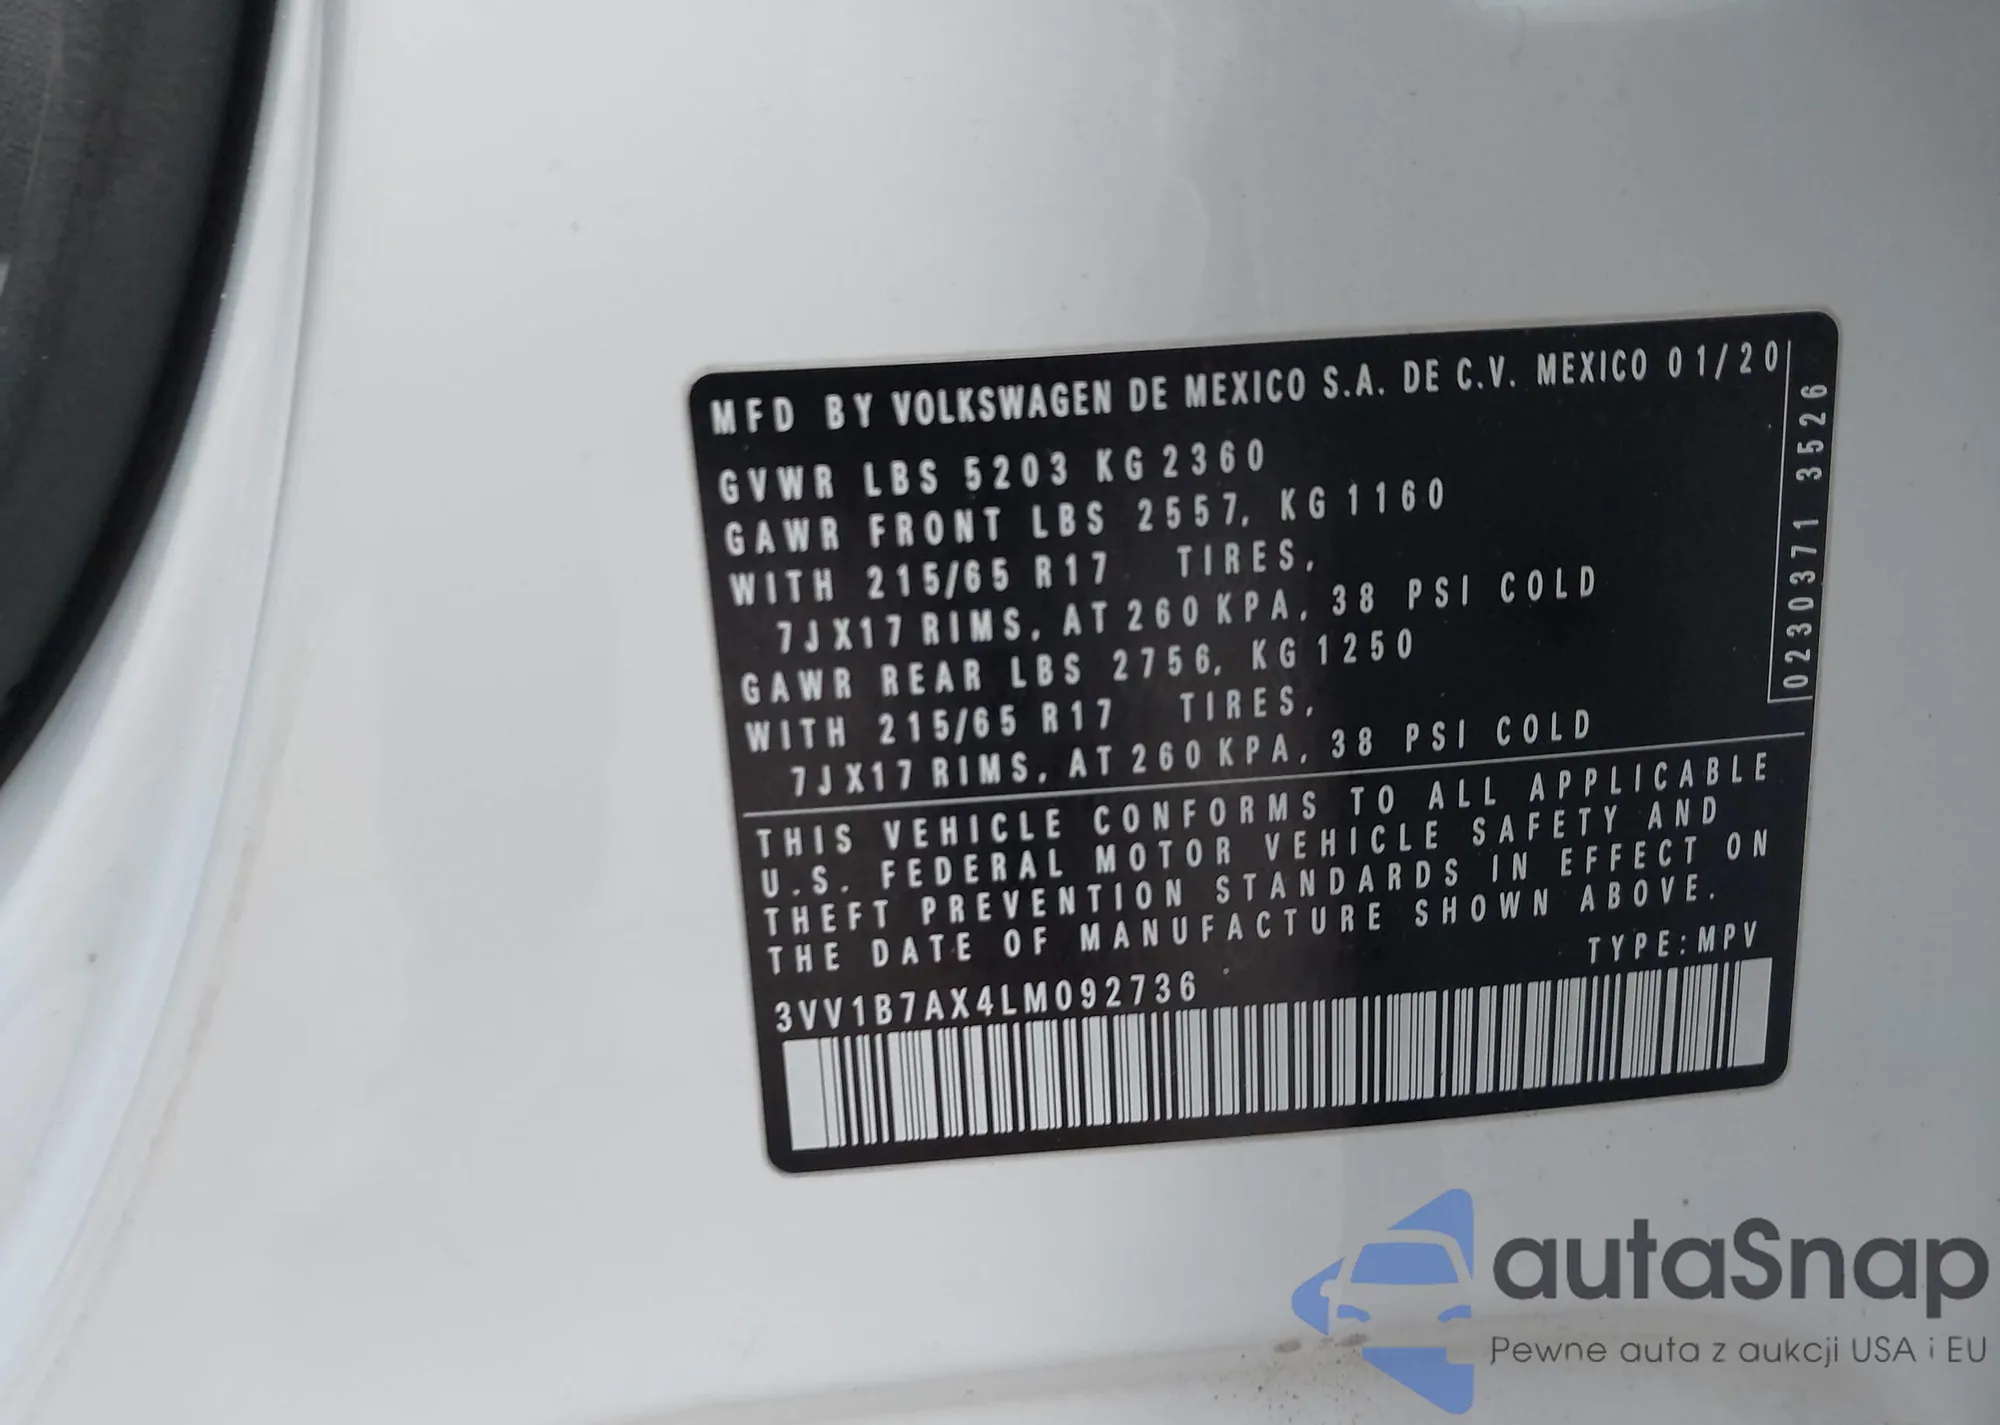 MFD BY VOLKSWAGEN DE MEXICO S.A. DE C.V. MEXICO 01/20
GVWR LBS 5203 KG 2360
GAWR FRONT LBS 2557, KG 1160
WITH 215/65 R17 TIRES,
7JX17 RIMS, AT 260 KPA, 38 PSI COLD
GAWR REAR LBS 2756, KG 1250
WITH 215/65 R17 TIRES,
7JX17 RIMS, AT 260 KPA, 38 PSI COLD
02303371 3526
THIS VEHICLE CONFORMS TO ALL APPLICABLE
U.S. FEDERAL MOTOR VEHICLE SAFETY AND
THEFT PREVENTION STANDARDS IN EFFECT ON
THE DATE OF MANUFACTURE SHOWN ABOVE.
TYPE:MPV
3VV1B7AX4LM092736
autaSnap
Pewne auta z aukcji USA i EU